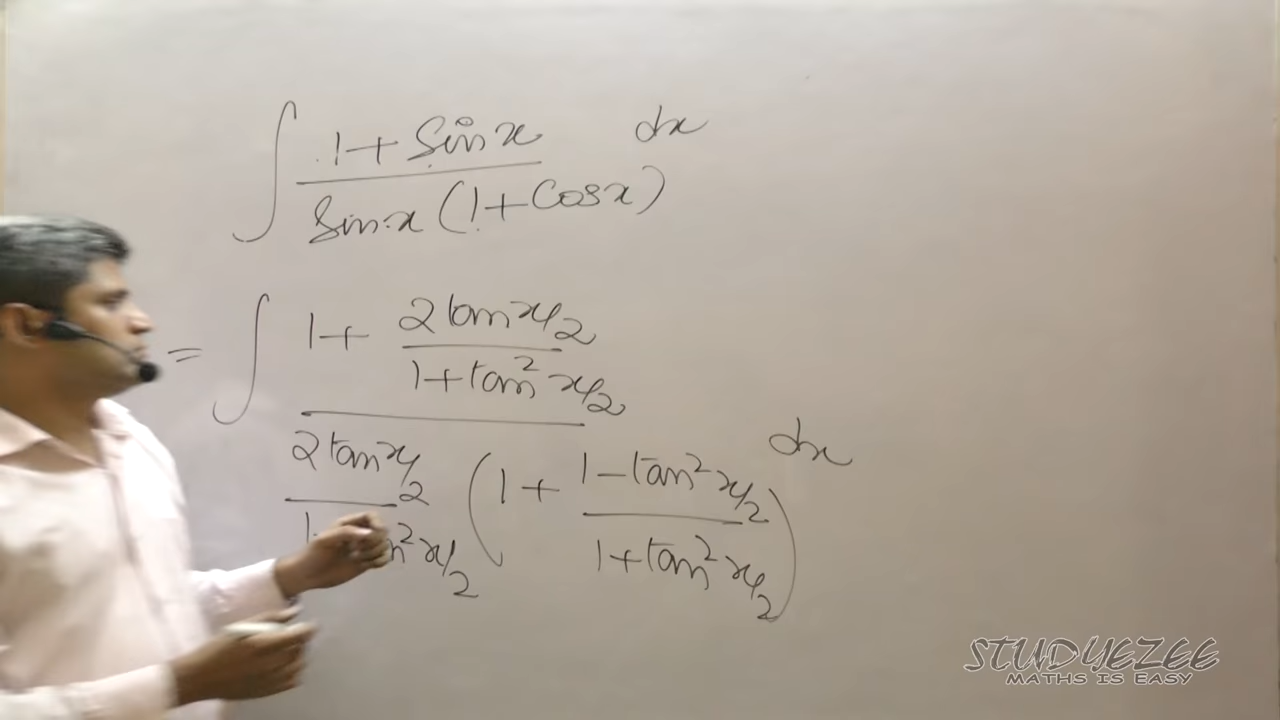 ∫ (1 + Sin x) / (Sin x (1 + Cos x)) dx
= ∫ (1 + (2 tan x/2) / (1 + tan² x/2)) / ((2 tan x/2) / (1 n² x/2) (1 + (1 - tan² x/2) / (1 + tan² x/2))) dx
STUDYEZEE
MATHS IS EASY